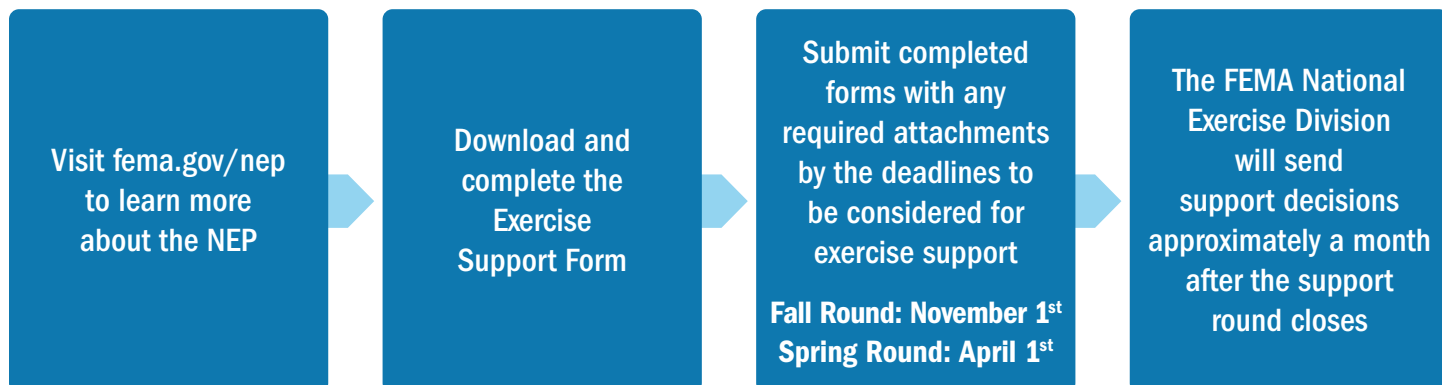 Visit fema.gov/nep
to learn more
about the NEP
Download and
complete the
Exercise
Support Form
Submit completed
forms with any
required attachments
by the deadlines to
be considered for
exercise support
Fall Round: November 1st
Spring Round: April 1st
The FEMA National
Exercise Division
will send
support decisions
approximately a month
after the support
round closes